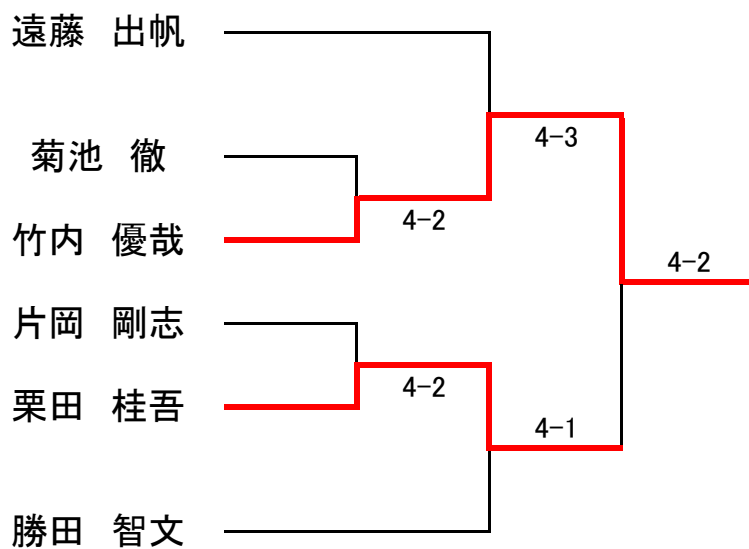 遠藤 出帆
4-3
菊池 徹
4-2
竹内 優哉
4-2
片岡 剛志
4-2
栗田 桂吾
4-1
勝田 智文